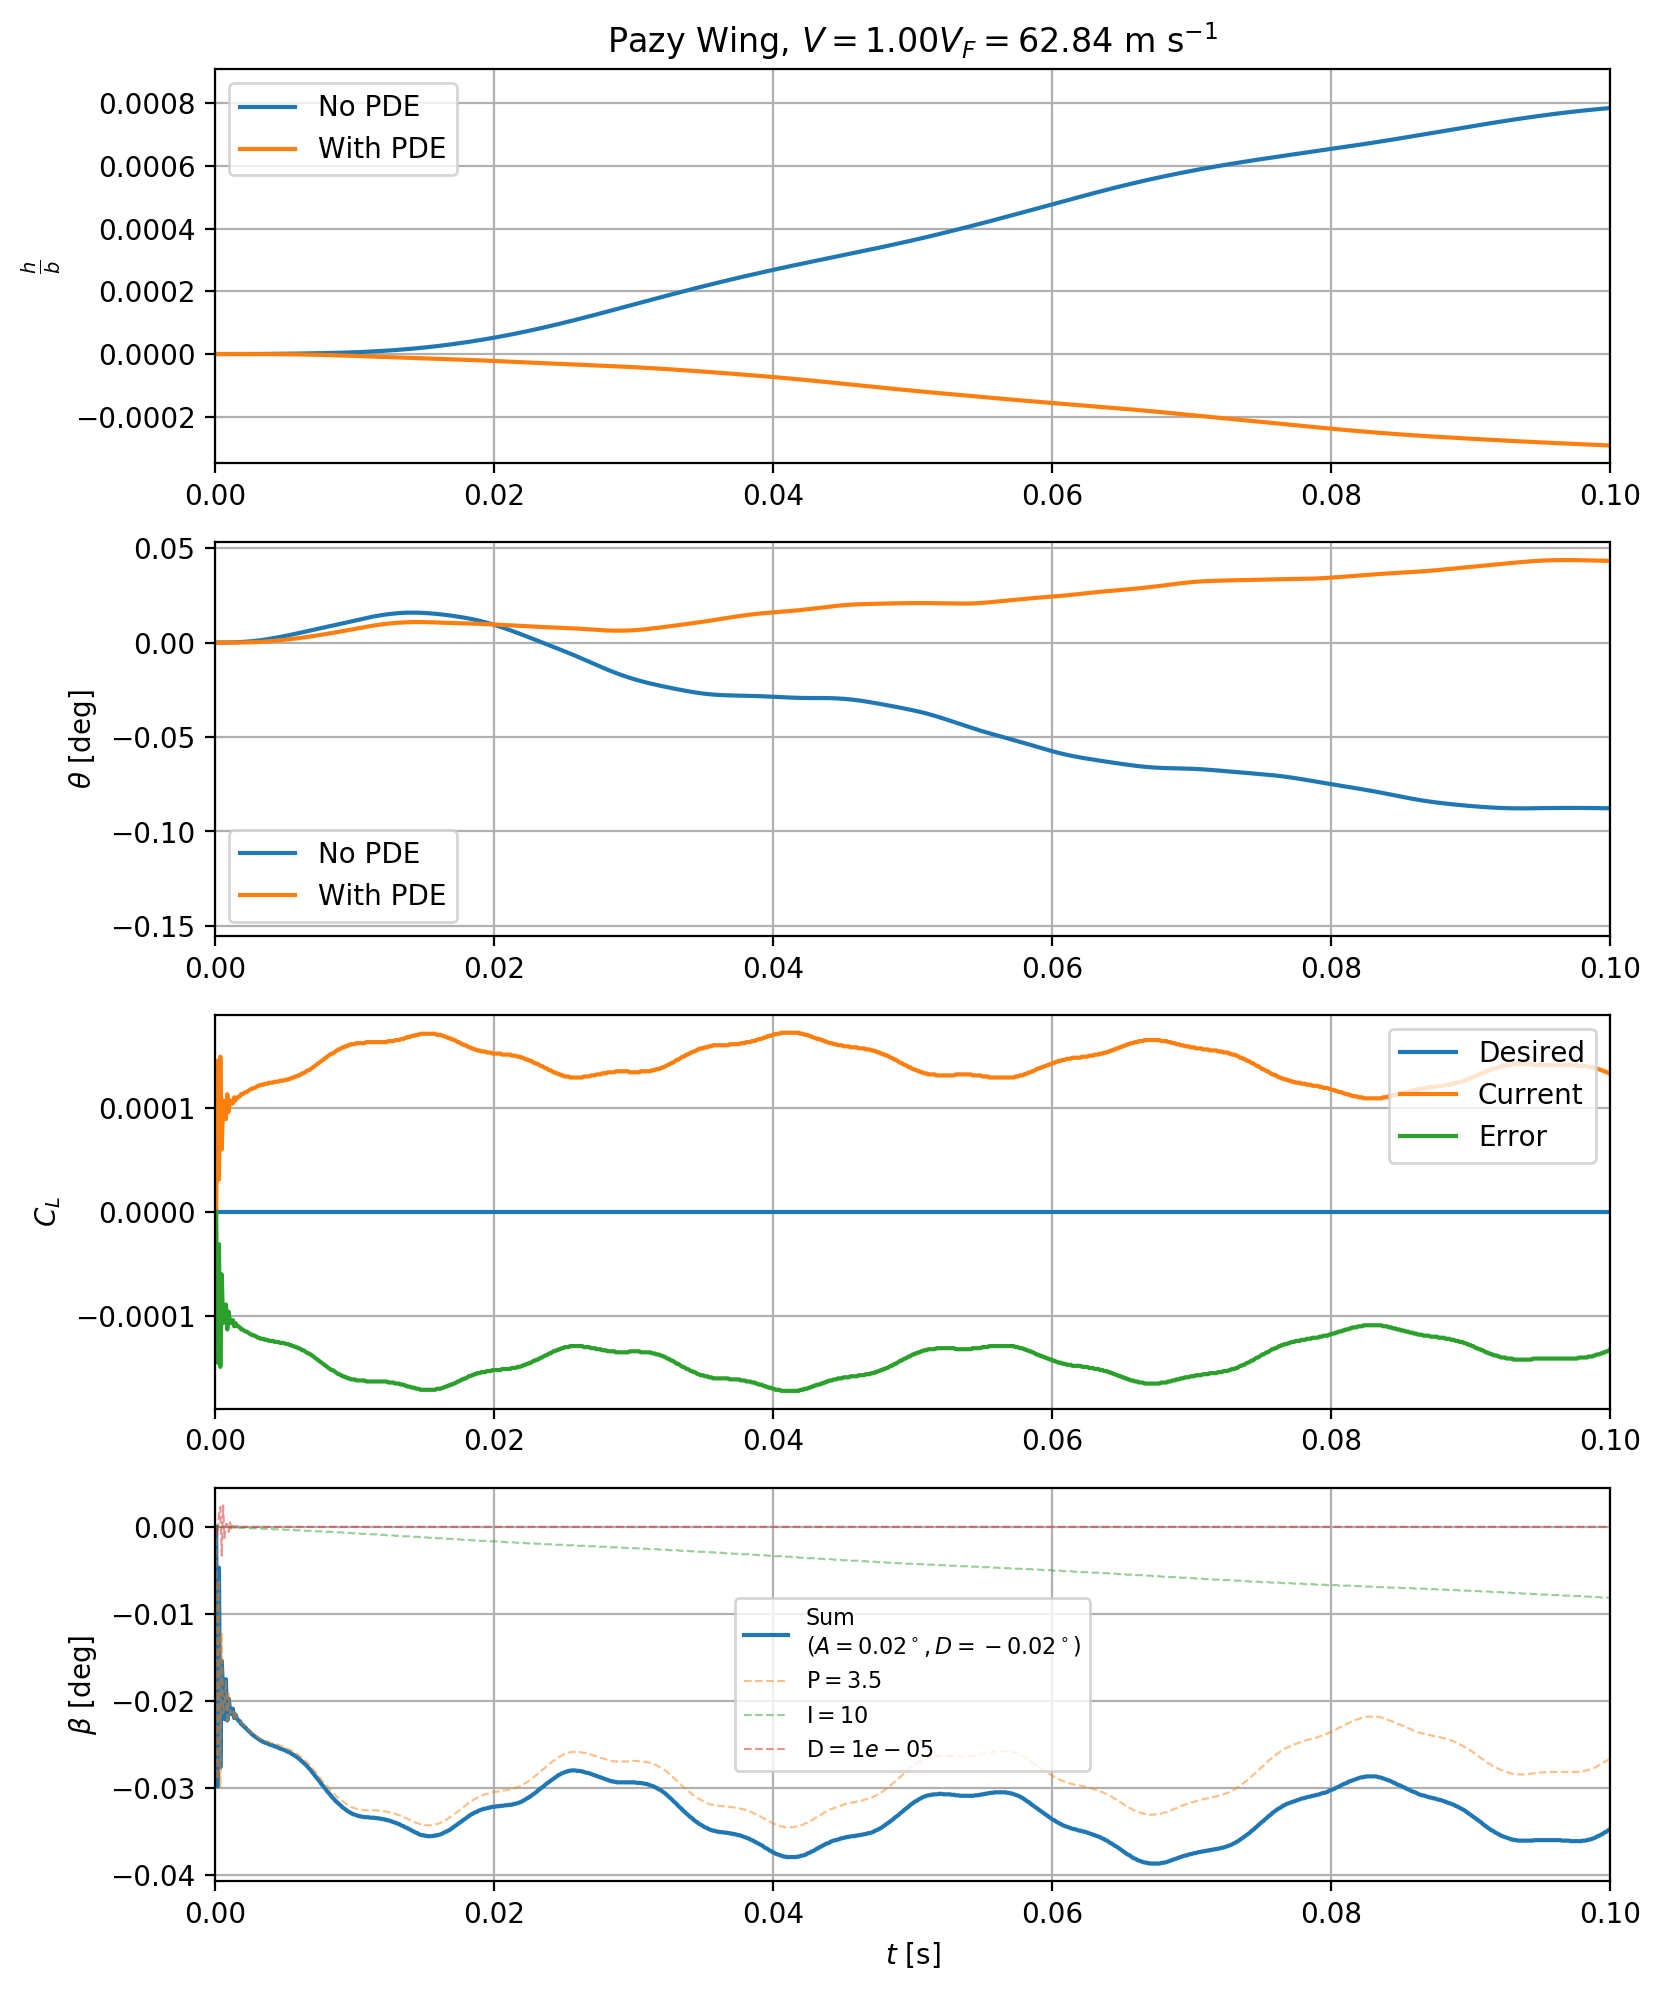 Pazy Wing, V = 1.00V_F = 62.84 m s⁻¹
0.0008
0.0006
0.0004
0.0002
0.0000
−0.0002
h/b
No PDE
With PDE
0.00 0.02 0.04 0.06 0.08 0.10
0.05
0.00
−0.05
−0.10
−0.15
θ [deg]
No PDE
With PDE
0.00 0.02 0.04 0.06 0.08 0.10
0.0001
0.0000
−0.0001
C_L
Desired
Current
Error
0.00 0.02 0.04 0.06 0.08 0.10
0.00
−0.01
−0.02
−0.03
−0.04
β [deg]
Sum
(A = 0.02°, D = −0.02°)
P = 3.5
I = 10
D = 1e − 05
0.00 0.02 0.04 0.06 0.08 0.10
t [s]